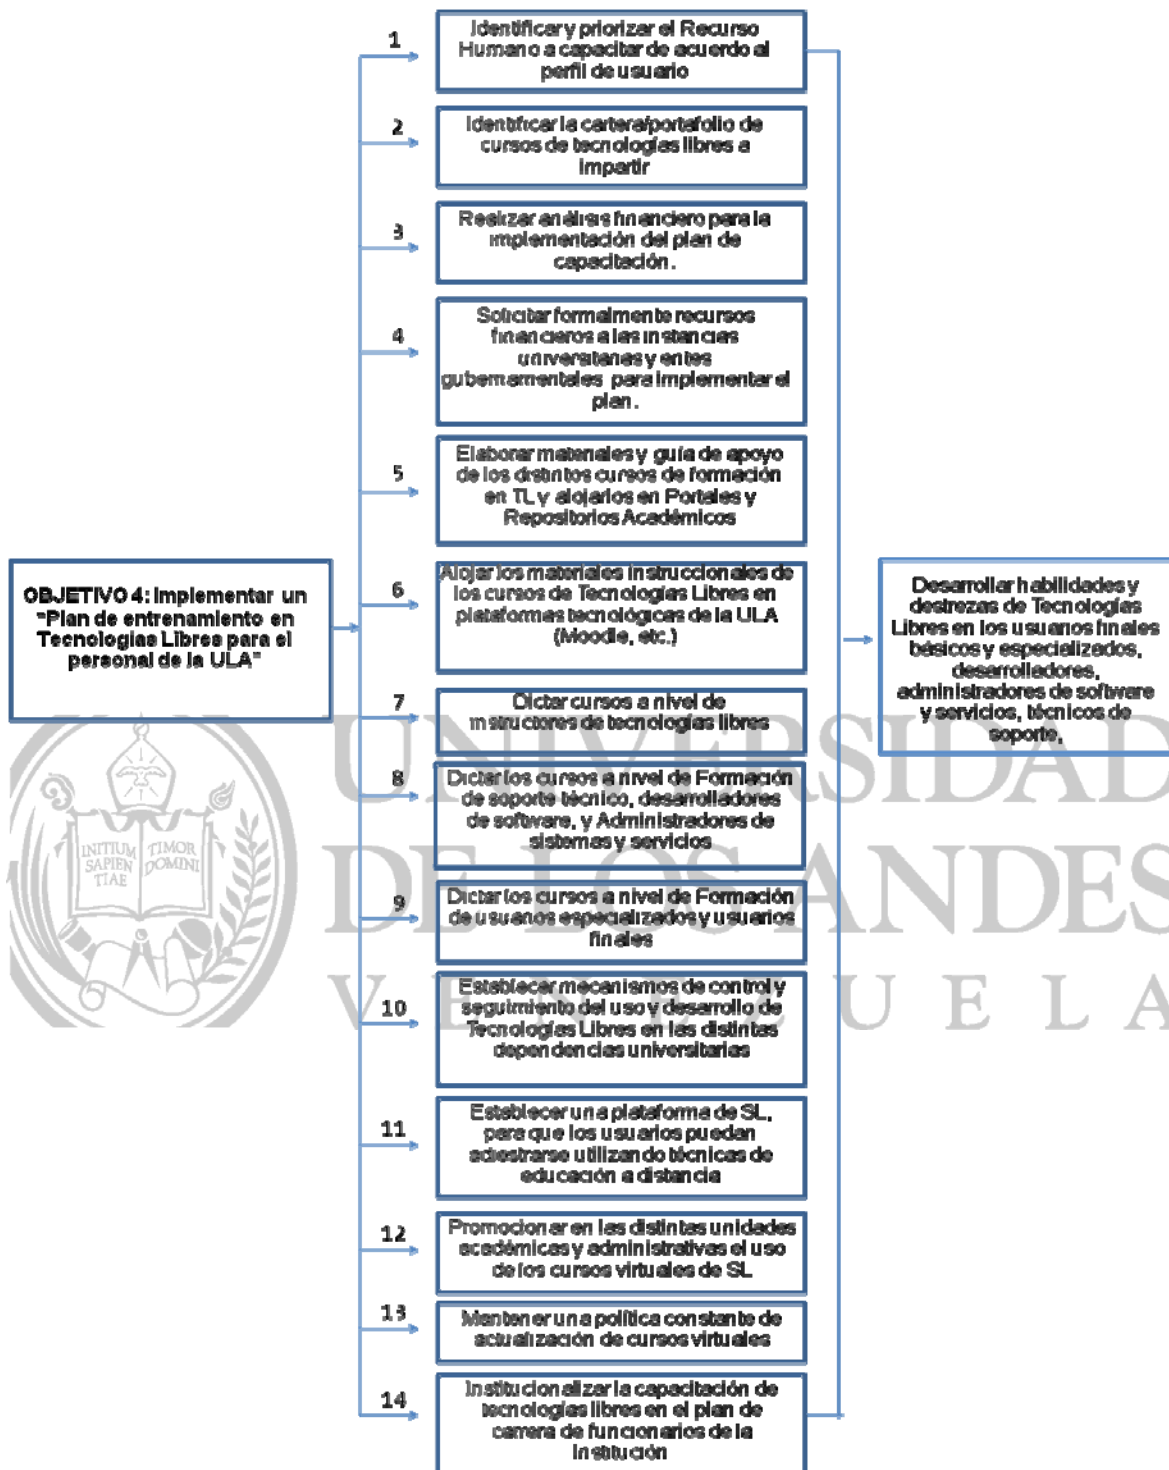 OBJETIVO 4: Implementar un
"Plan de entrenamiento en
Tecnologías Libres para el
personal de la ULA"
1
Identificar y priorizar el Recurso
Humano a capacitar de acuerdo al
perfil de usuario
2
Identificar la cartera/portafolio de
cursos de tecnologías libres a
impartir
3
Realizar análisis financiero para la
implementación del plan de
capacitación.
4
Solicitar formalmente recursos
financieros a las instancias
universitarias y entes
gubernamentales para implementar el
plan.
5
Elaborar materiales y guía de apoyo
de los distintos cursos de formación
en TL y alojarlos en Portales y
Repositorios Académicos
6
Alojar los materiales instruccionales de
los cursos de Tecnologías Libres en
plataformas tecnológicas de la ULA
(Moodle, etc.)
7
Dictar cursos a nivel de
instructores de tecnologías libres
8
Dictar los cursos a nivel de Formación
de soporte técnico, desarrolladores
de software, y Administradores de
sistemas y servicios
9
Dictar los cursos a nivel de Formación
de usuarios especializados y usuarios
finales
10
Establecer mecanismos de control y
seguimiento del uso y desarrollo de
Tecnologías Libres en las distintas
dependencias universitarias
11
Establecer una plataforma de SL,
para que los usuarios puedan
adiestrarse utilizando técnicas de
educación a distancia
12
Promocionar en las distintas unidades
académicas y administrativas el uso
de los cursos virtuales de SL
13
Mantener una política constante de
actualización de cursos virtuales
14
Institucionalizar la capacitación de
tecnologías libres en el plan de
carrera de funcionarios de la
Institución
Desarrollar habilidades y
destrezas de Tecnologías
Libres en los usuarios finales
básicos y especializados,
desarrolladores,
administradores de software
y servicios, técnicos de
soporte,
UNIVERSIDAD
DE LOS ANDES
VENEZUELA
INITIUM
SAPIEN
TIAE
TIMOR
DOMINI